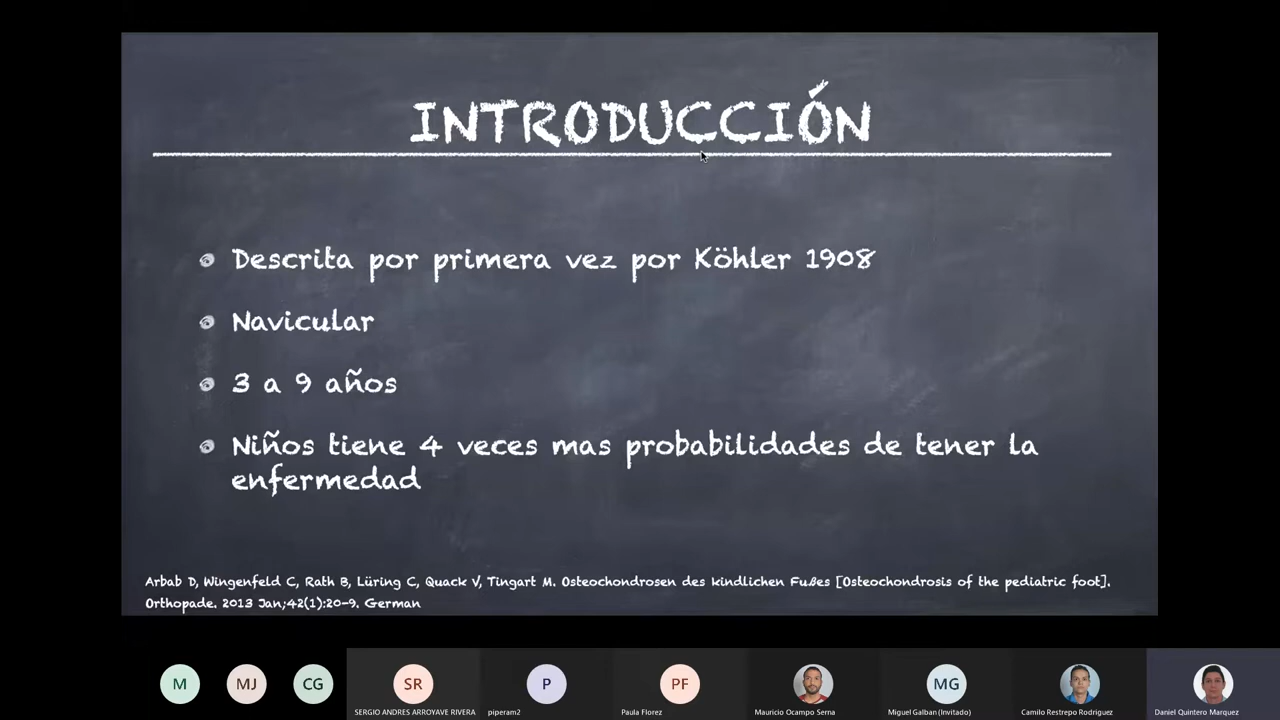 INTRODUCCIÓN
Descrita por primera vez por Köhler 1908
Navicular
3 a 9 años
Niños tiene 4 veces mas probabilidades de tener la
enfermedad
Arbab D, Wingenfeld C, Rath B, Lüring C, Quack V, Tingart M. Osteochondrosen des kindlichen Fußes [Osteochondrosis of the pediatric foot].
Orthopade. 2013 Jan;42(1):20-9. German
M MJ CG SR P PF MG
SERGIO ANDRES ARROYAVE RIVERA piperam2 Paula Florez Mauricio Ocampo Serna Miguel Galban (Invitado) Camilo Restrepo Rodriguez Daniel Quintero Marquez